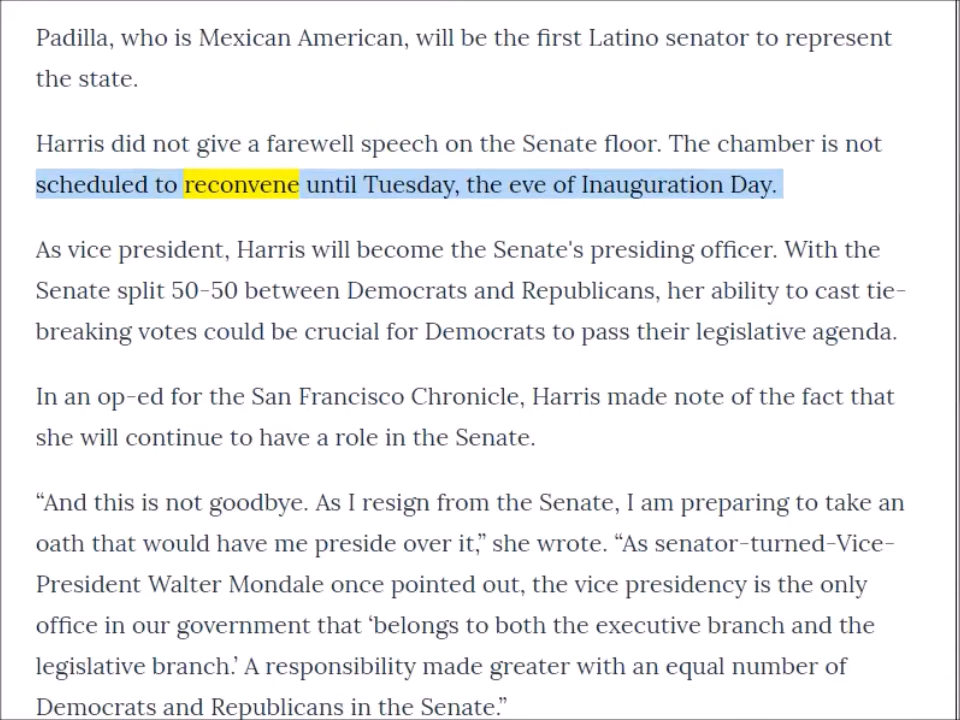 Padilla, who is Mexican American, will be the first Latino senator to represent
the state.
Harris did not give a farewell speech on the Senate floor. The chamber is not
scheduled to reconvene until Tuesday, the eve of Inauguration Day.
As vice president, Harris will become the Senate's presiding officer. With the
Senate split 50-50 between Democrats and Republicans, her ability to cast tie-
breaking votes could be crucial for Democrats to pass their legislative agenda.
In an op-ed for the San Francisco Chronicle, Harris made note of the fact that
she will continue to have a role in the Senate.
“And this is not goodbye. As I resign from the Senate, I am preparing to take an
oath that would have me preside over it,” she wrote. “As senator-turned-Vice-
President Walter Mondale once pointed out, the vice presidency is the only
office in our government that ‘belongs to both the executive branch and the
legislative branch.’ A responsibility made greater with an equal number of
Democrats and Republicans in the Senate.”